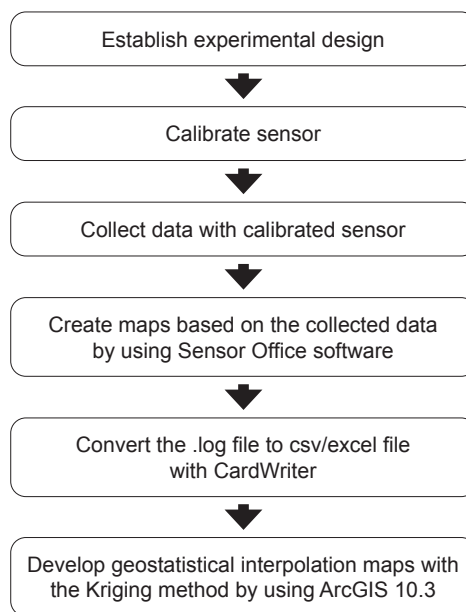 Establish experimental design
Calibrate sensor
Collect data with calibrated sensor
Create maps based on the collected data
by using Sensor Office software
Convert the .log file to csv/excel file
with CardWriter
Develop geostatistical interpolation maps with
the Kriging method by using ArcGIS 10.3